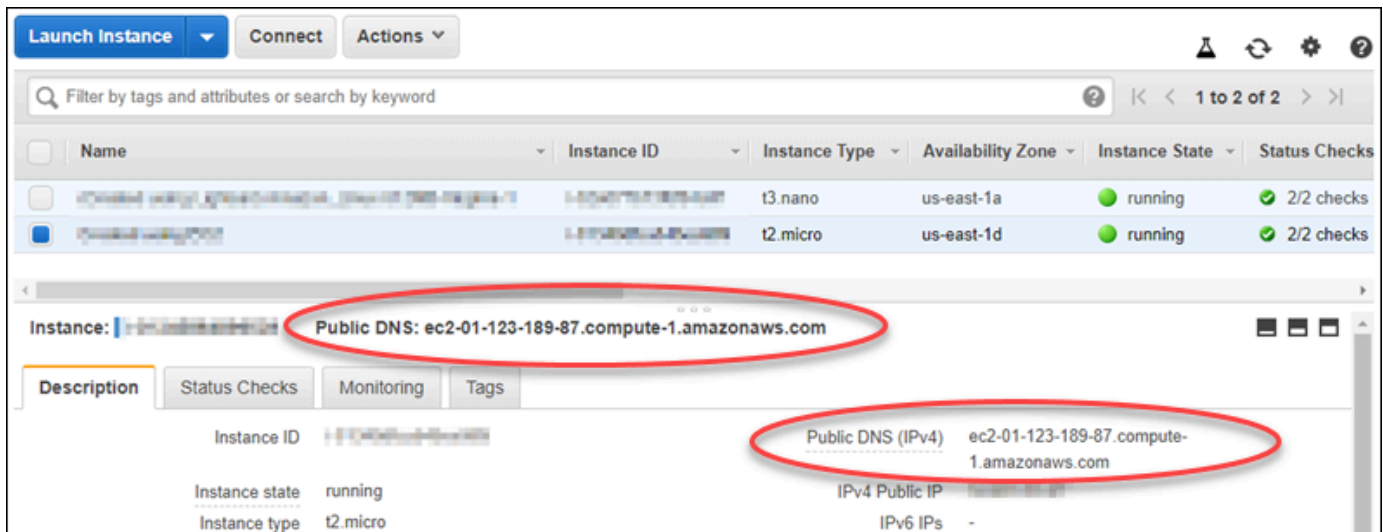 Launch Instance Connect Actions
Filter by tags and attributes or search by keyword 1 to 2 of 2
Name Instance ID Instance Type Availability Zone Instance State Status Checks
t3.nano us-east-1a running 2/2 checks
t2.micro us-east-1d running 2/2 checks
Instance: Public DNS: ec2-01-123-189-87.compute-1.amazonaws.com
Description Status Checks Monitoring Tags
Instance ID Public DNS (IPv4) ec2-01-123-189-87.compute-
1.amazonaws.com
Instance state running IPv4 Public IP
Instance type t2.micro IPv6 IPs -